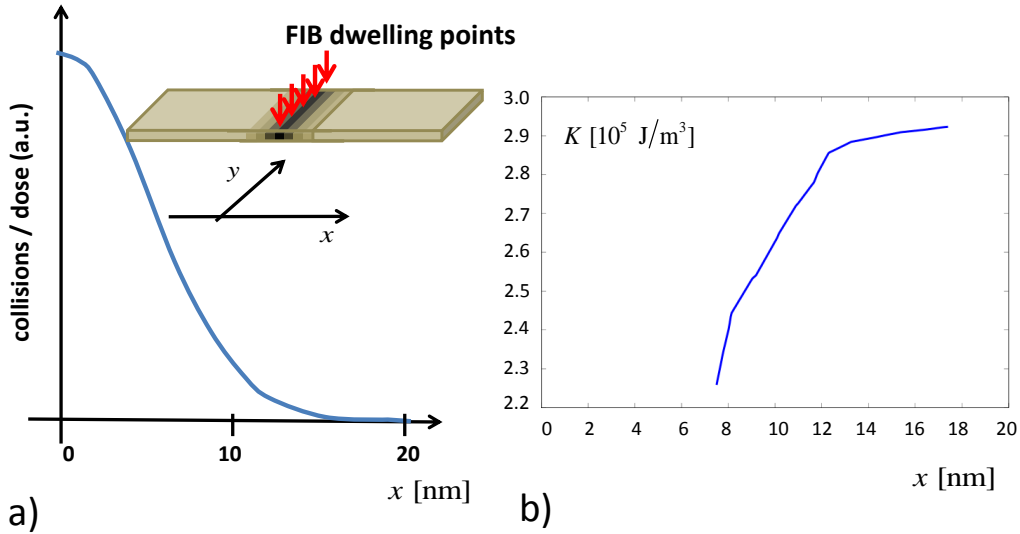 FIB dwelling points
collisions / dose (a.u.)
y
x
0
10
20
x [nm]
a)
K [10⁵ J/m³]
3.0
2.9
2.8
2.7
2.6
2.5
2.4
2.3
2.2
0 2 4 6 8 10 12 14 16 18 20
x [nm]
b)